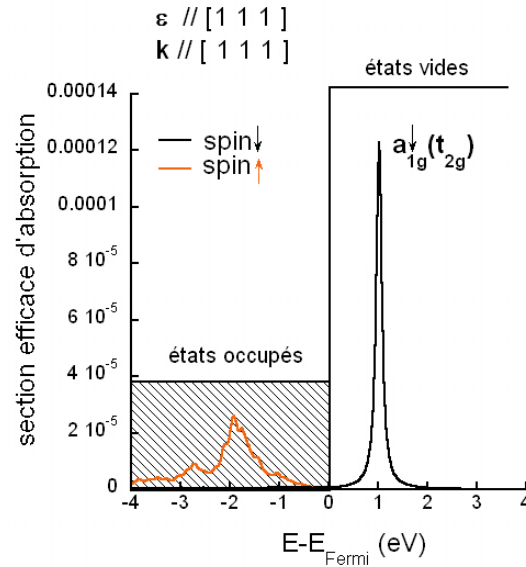 ε // [ 1 1 1 ]
k // [ 1 1 1 ]
états vides
0.00014
0.00012
0.0001
8 10⁻⁵
6 10⁻⁵
4 10⁻⁵
2 10⁻⁵
0
section efficace d'absorption
spin↓
spin↑
a↓1g(t2g)
états occupés
-4 -3 -2 -1 0 1 2 3 4
E-EFermi (eV)